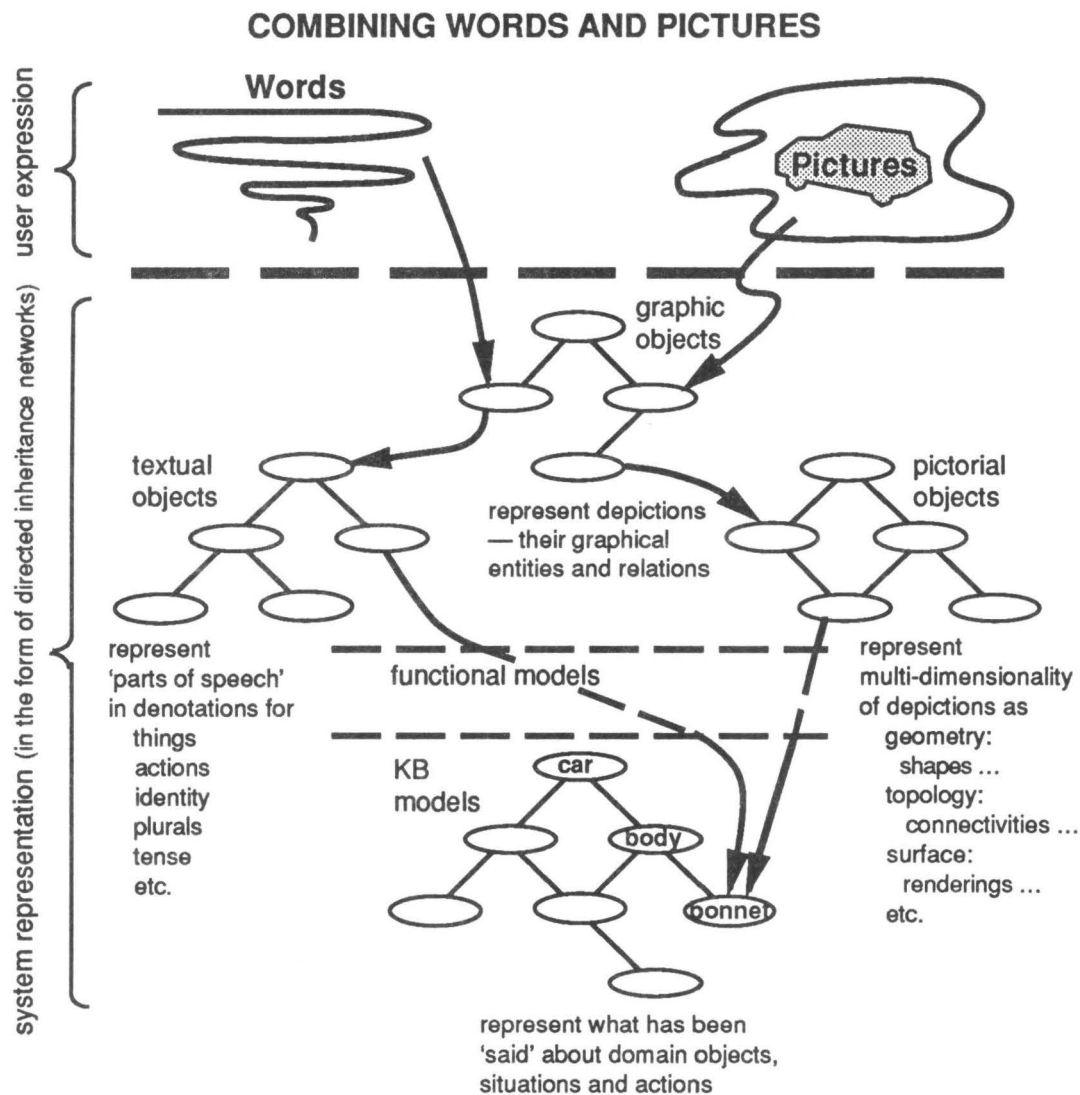 COMBINING WORDS AND PICTURES
user expression
Words
Pictures
system representation (in the form of directed inheritance networks)
graphic
objects
textual
objects
pictorial
objects
represent depictions
— their graphical
entities and relations
represent
'parts of speech'
in denotations for
things
actions
identity
plurals
tense
etc.
functional models
represent
multi-dimensionality
of depictions as
geometry:
shapes ...
topology:
connectivities ...
surface:
renderings ...
etc.
KB
models
car
body
bonnet
represent what has been
'said' about domain objects,
situations and actions